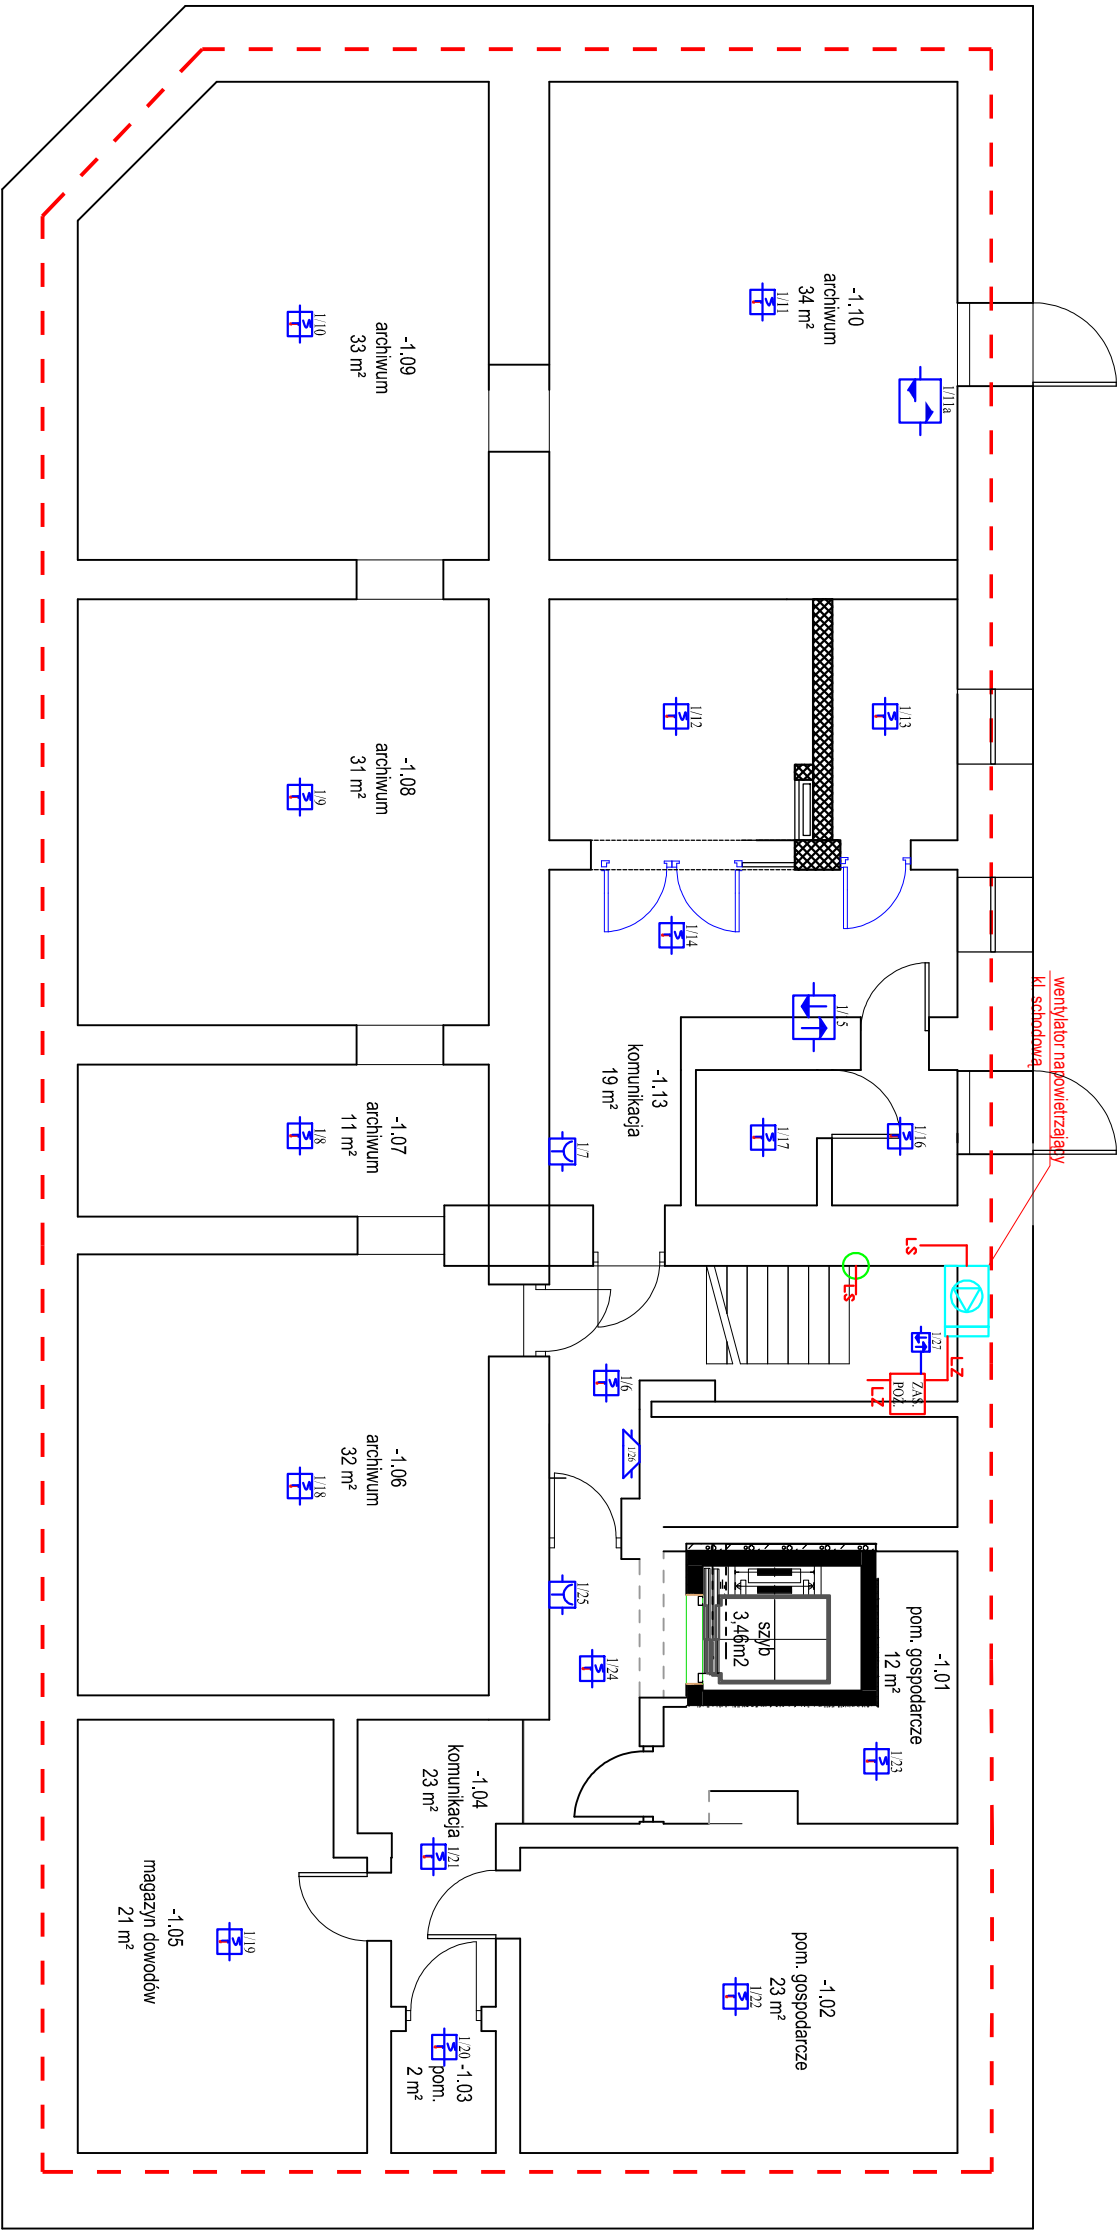 -1.10
archiwum
34 m²
1/11
1/11a
-1.09
archiwum
33 m²
1/10
1/13
1/12
-1.08
archiwum
31 m²
1/9
1/14
1/15
wentylator napowietrzający
kl. schodową
-1.13
komunikacja
19 m²
1/16
1/17
1/7
-1.07
archiwum
11 m²
1/8
LS
LS
1/27
LZ
ZAS.
POŻ.
LZ
1/6
1/26
-1.06
archiwum
32 m²
1/18
-1.01
pom. gospodarcze
12 m²
szyb
3,46m2
1/25
1/24
1/23
-1.04
komunikacja
23 m²
1/21
-1.05
magazyn dowodów
21 m²
1/19
-1.02
pom. gospodarcze
23 m²
1/22
1/20
-1.03
pom.
2 m²